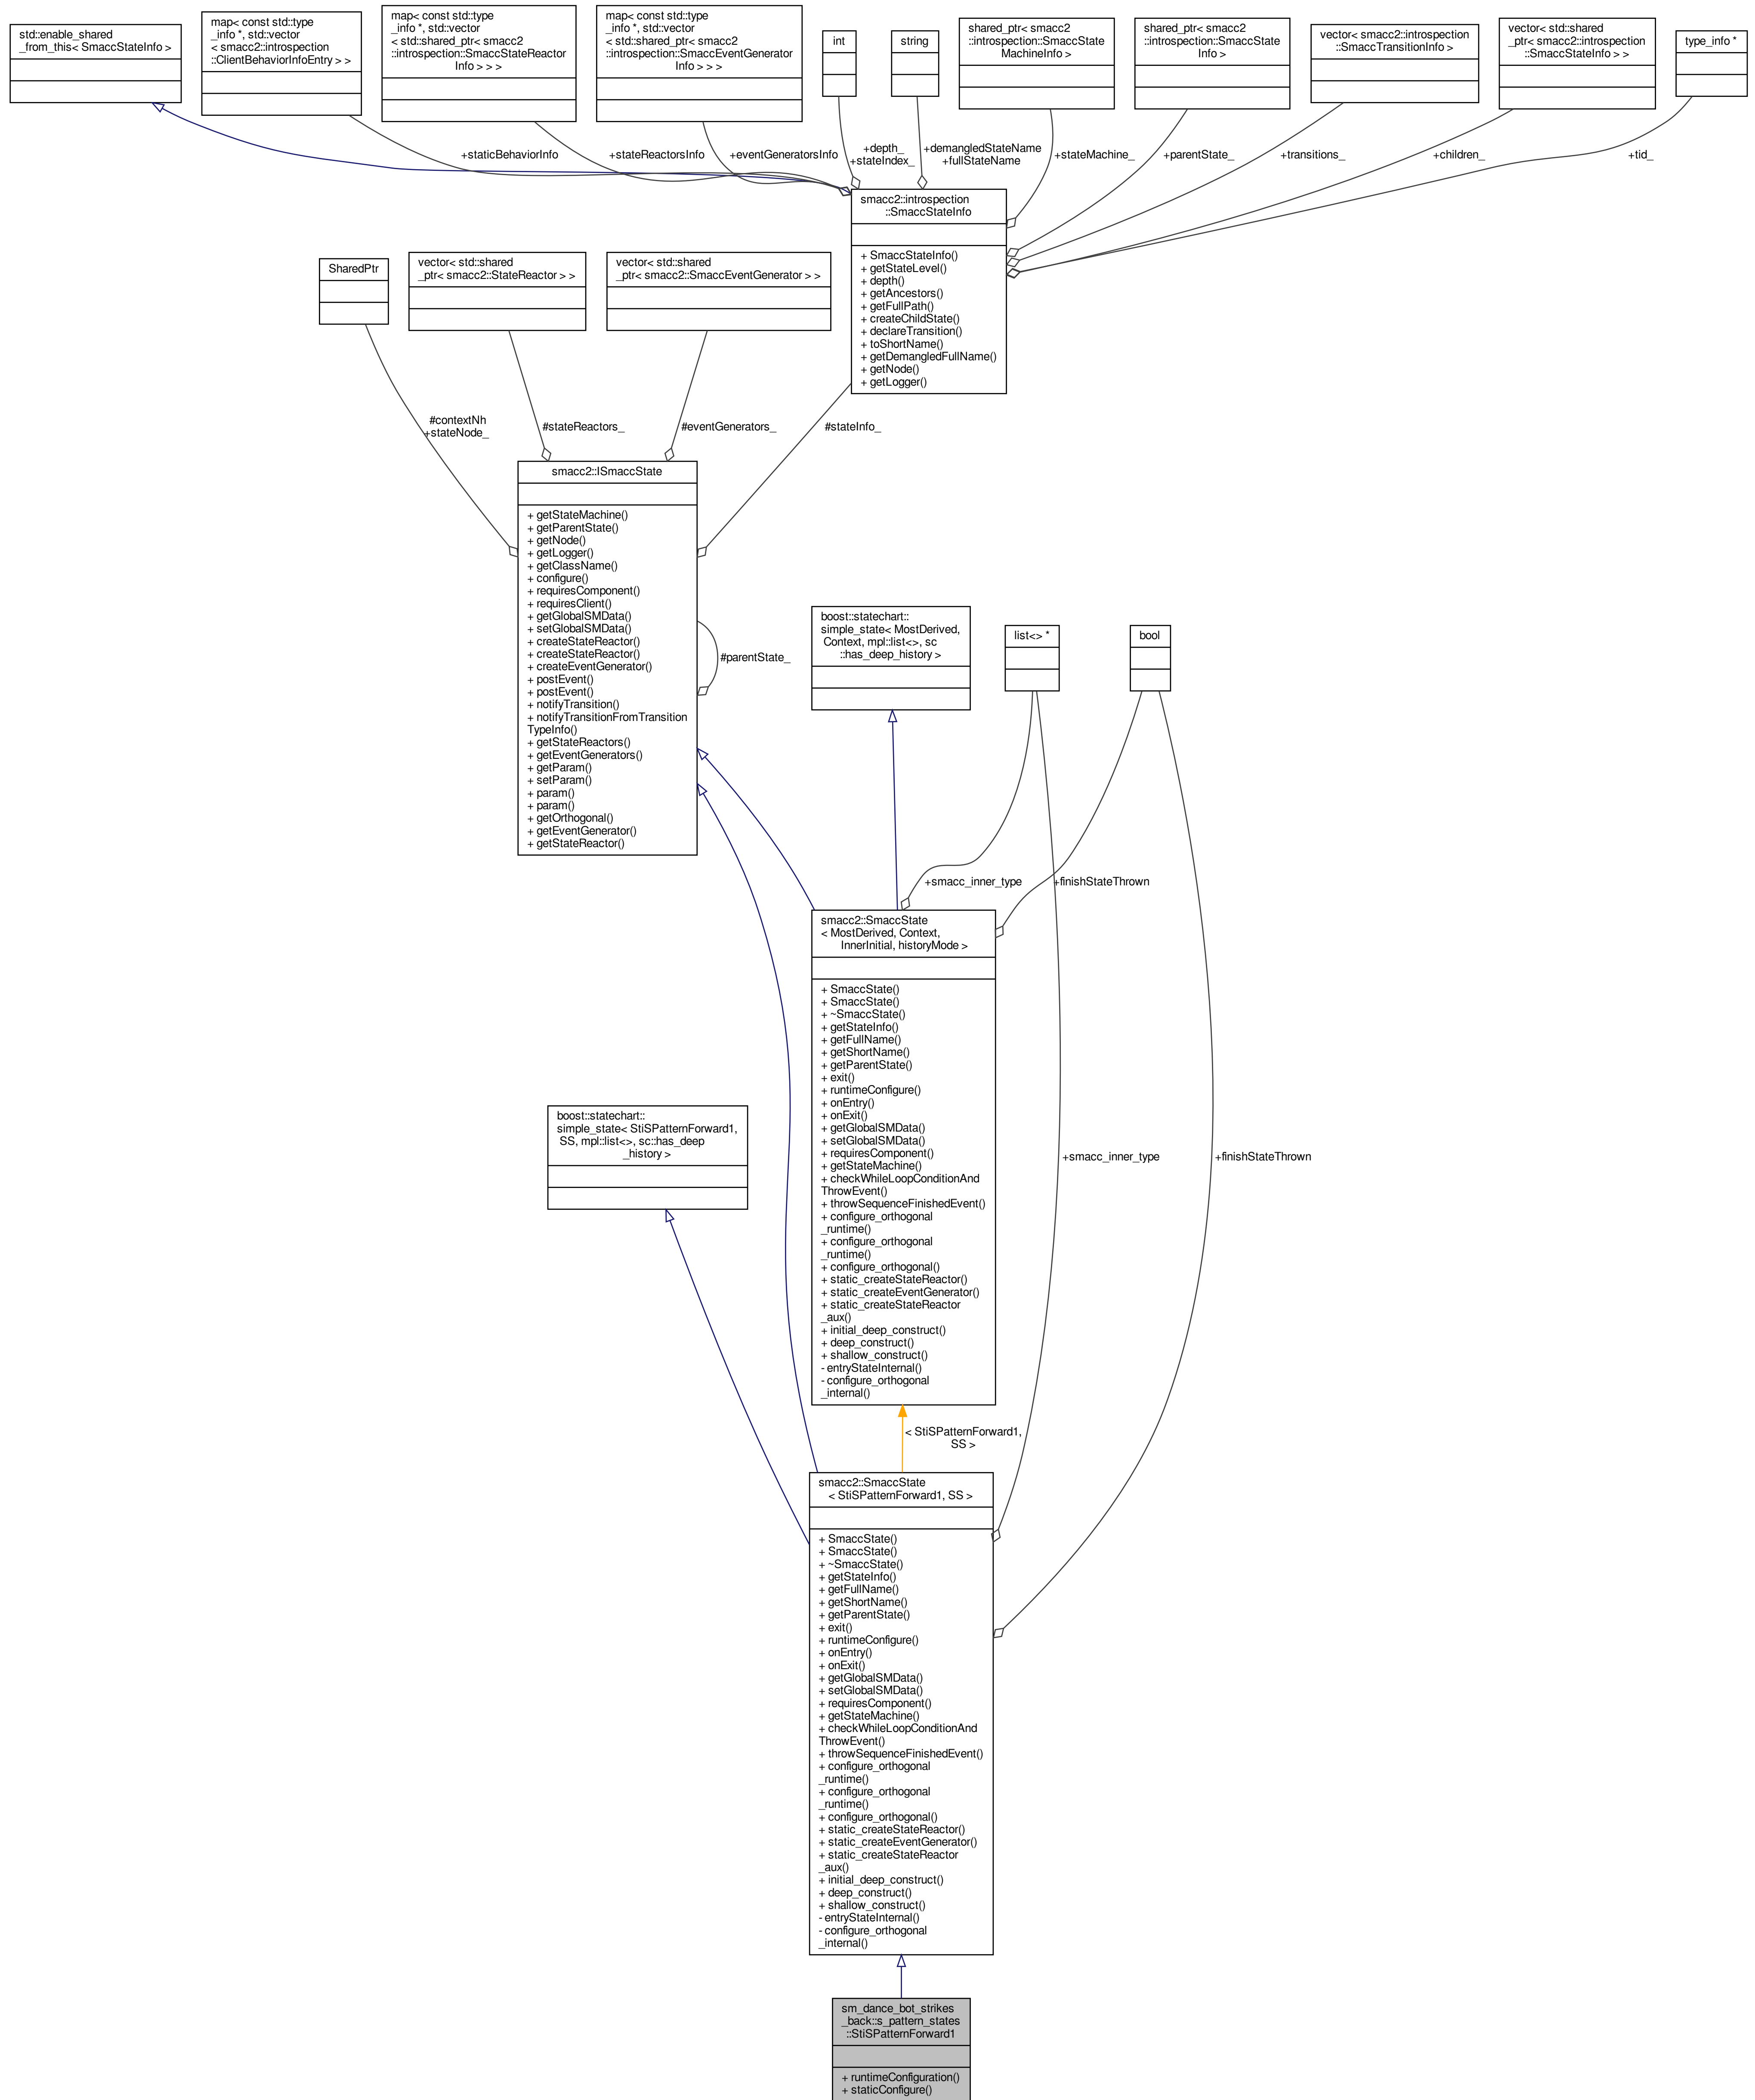 std::enable_shared
_from_this< SmaccStateInfo >
map< const std::type
_info *, std::vector
< smacc2::introspection
::ClientBehaviorInfoEntry > >
map< const std::type
_info *, std::vector
< std::shared_ptr< smacc2
::introspection::SmaccStateReactor
Info > > >
map< const std::type
_info *, std::vector
< std::shared_ptr< smacc2
::introspection::SmaccEventGenerator
Info > > >
int
string
shared_ptr< smacc2
::introspection::SmaccState
MachineInfo >
shared_ptr< smacc2
::introspection::SmaccState
Info >
vector< smacc2::introspection
::SmaccTransitionInfo >
vector< std::shared
_ptr< smacc2::introspection
::SmaccStateInfo > >
type_info *
+staticBehaviorInfo
+stateReactorsInfo
+eventGeneratorsInfo
+depth_
+stateIndex_
+demangledStateName
+fullStateName
+stateMachine_
+parentState_
+transitions_
+children_
+tid_
smacc2::introspection
::SmaccStateInfo
+ SmaccStateInfo()
+ getStateLevel()
+ depth()
+ getAncestors()
+ getFullPath()
+ createChildState()
+ declareTransition()
+ toShortName()
+ getDemangledFullName()
+ getNode()
+ getLogger()
SharedPtr
vector< std::shared
_ptr< smacc2::StateReactor > >
vector< std::shared
_ptr< smacc2::SmaccEventGenerator > >
#contextNh
+stateNode_
#stateReactors_
#eventGenerators_
#stateInfo_
smacc2::ISmaccState
+ getStateMachine()
+ getParentState()
+ getNode()
+ getLogger()
+ getClassName()
+ configure()
+ requiresComponent()
+ requiresClient()
+ getGlobalSMData()
+ setGlobalSMData()
+ createStateReactor()
+ createStateReactor()
+ createEventGenerator()
+ postEvent()
+ postEvent()
+ notifyTransition()
+ notifyTransitionFromTransition
TypeInfo()
+ getStateReactors()
+ getEventGenerators()
+ getParam()
+ setParam()
+ param()
+ param()
+ getOrthogonal()
+ getEventGenerator()
+ getStateReactor()
#parentState_
boost::statechart::
simple_state< MostDerived,
Context, mpl::list<>, sc
::has_deep_history >
list<> *
bool
+smacc_inner_type
+finishStateThrown
smacc2::SmaccState
< MostDerived, Context,
InnerInitial, historyMode >
+ SmaccState()
+ SmaccState()
+ ~SmaccState()
+ getStateInfo()
+ getFullName()
+ getShortName()
+ getParentState()
+ exit()
+ runtimeConfigure()
+ onEntry()
+ onExit()
+ getGlobalSMData()
+ setGlobalSMData()
+ requiresComponent()
+ getStateMachine()
+ checkWhileLoopConditionAnd
ThrowEvent()
+ throwSequenceFinishedEvent()
+ configure_orthogonal
_runtime()
+ configure_orthogonal
_runtime()
+ configure_orthogonal()
+ static_createStateReactor()
+ static_createEventGenerator()
+ static_createStateReactor
_aux()
+ initial_deep_construct()
+ deep_construct()
+ shallow_construct()
- entryStateInternal()
- configure_orthogonal
_internal()
boost::statechart::
simple_state< StiSPatternForward1,
SS, mpl::list<>, sc::has_deep
_history >
+smacc_inner_type
+finishStateThrown
< StiSPatternForward1,
SS >
smacc2::SmaccState
< StiSPatternForward1, SS >
+ SmaccState()
+ SmaccState()
+ ~SmaccState()
+ getStateInfo()
+ getFullName()
+ getShortName()
+ getParentState()
+ exit()
+ runtimeConfigure()
+ onEntry()
+ onExit()
+ getGlobalSMData()
+ setGlobalSMData()
+ requiresComponent()
+ getStateMachine()
+ checkWhileLoopConditionAnd
ThrowEvent()
+ throwSequenceFinishedEvent()
+ configure_orthogonal
_runtime()
+ configure_orthogonal
_runtime()
+ configure_orthogonal()
+ static_createStateReactor()
+ static_createEventGenerator()
+ static_createStateReactor
_aux()
+ initial_deep_construct()
+ deep_construct()
+ shallow_construct()
- entryStateInternal()
- configure_orthogonal
_internal()
sm_dance_bot_strikes
_back::s_pattern_states
::StiSPatternForward1
+ runtimeConfiguration()
+ staticConfigure()